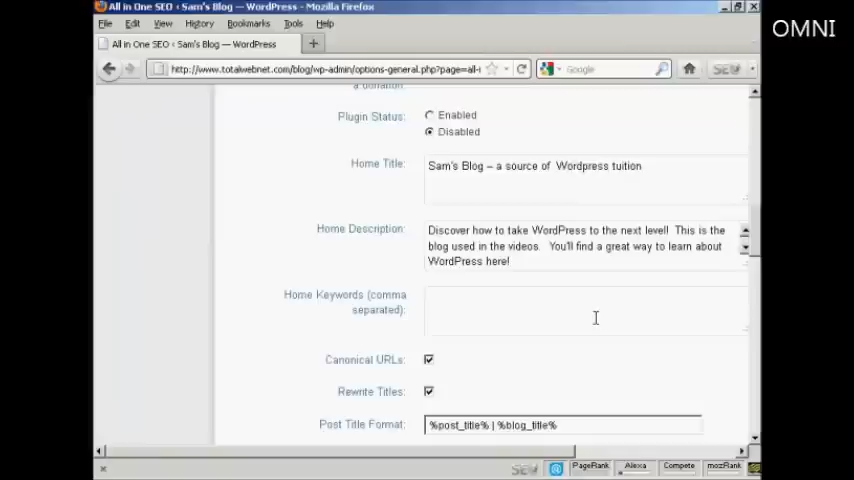 All in One SEO ‹ Sam's Blog — WordPress - Mozilla Firefox
OMNI
File Edit View History Bookmarks Tools Help
All in One SEO ‹ Sam's Blog — WordPress
http://www.totalwebnet.com/blog/wp-admin/options-general.php?page=all-i
Google
SEO
a donation
Plugin Status:
Enabled
Disabled
Home Title:
Sam's Blog – a source of Wordpress tuition
Home Description:
Discover how to take WordPress to the next level! This is the
blog used in the videos. You'll find a great way to learn about
WordPress here!
Home Keywords (comma
separated):
Canonical URLs:
Rewrite Titles:
Post Title Format:
%post_title% | %blog_title%
SEO PageRank Alexa Compete mozRank